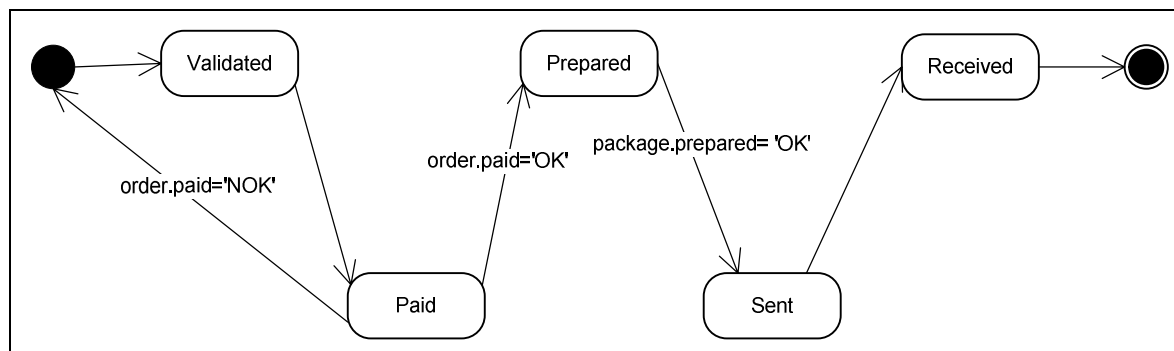 Validated
Prepared
Received
order.paid='OK'
package.prepared= 'OK'
order.paid='NOK'
Paid
Sent